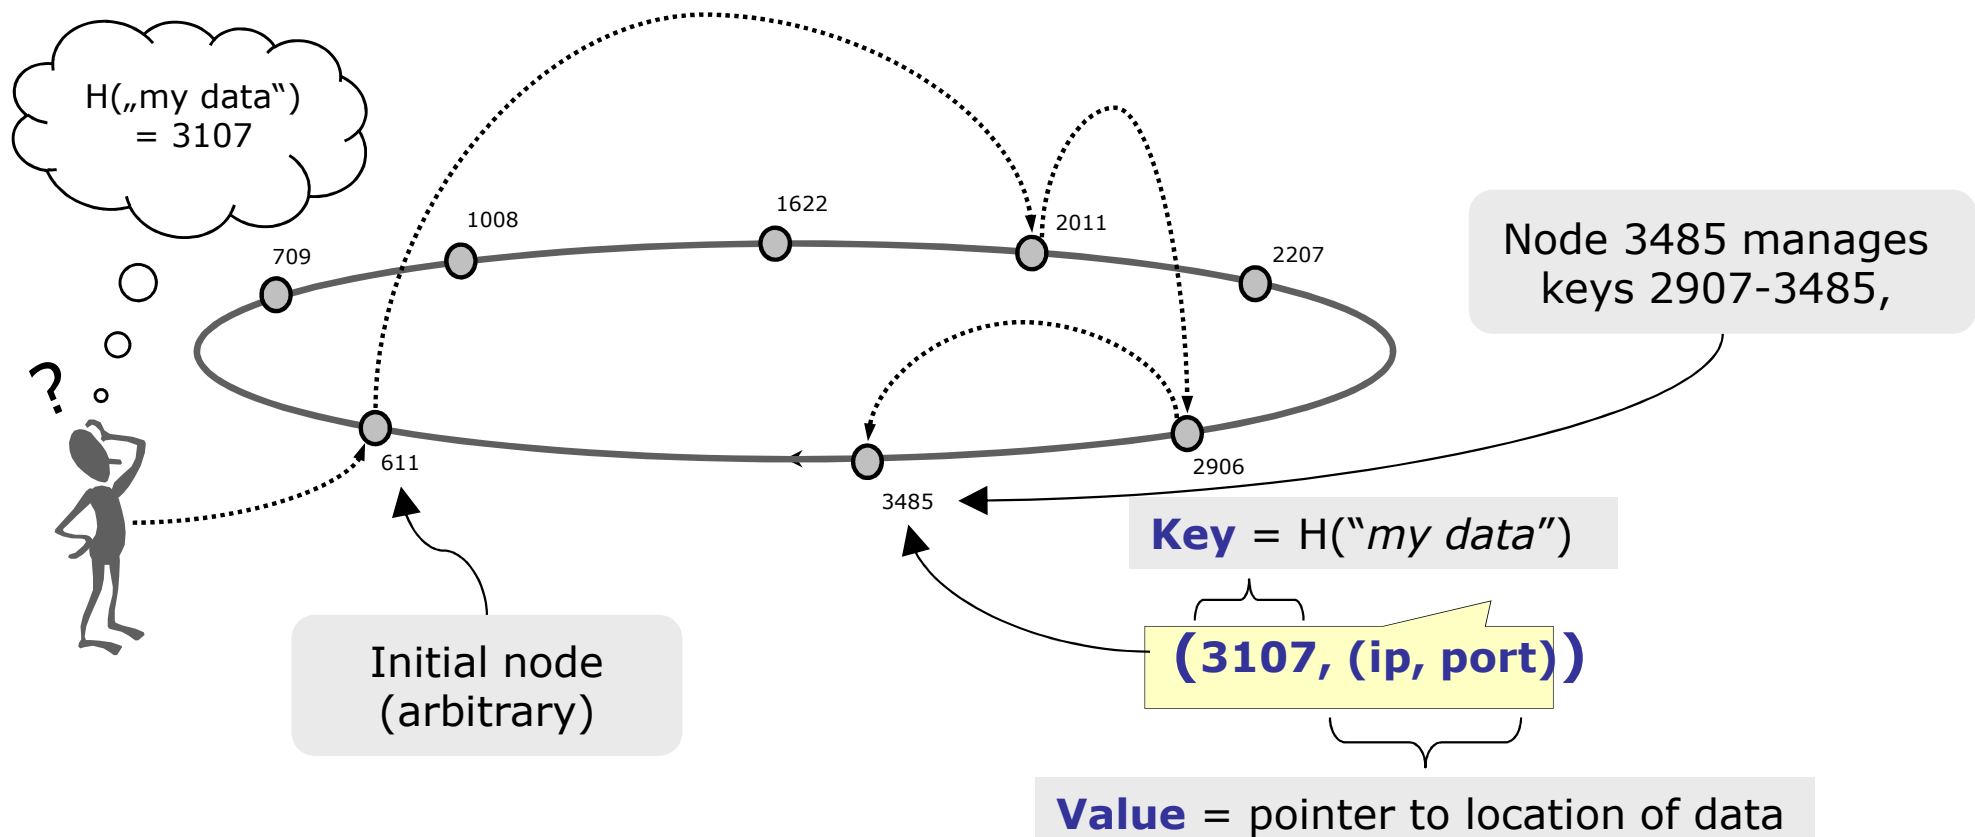 H(„my data“)
= 3107
?
709
1008
1622
2011
2207
Node 3485 manages
keys 2907-3485,
611
3485
2906
Key = H(“my data”)
Initial node
(arbitrary)
(3107, (ip, port))
Value = pointer to location of data